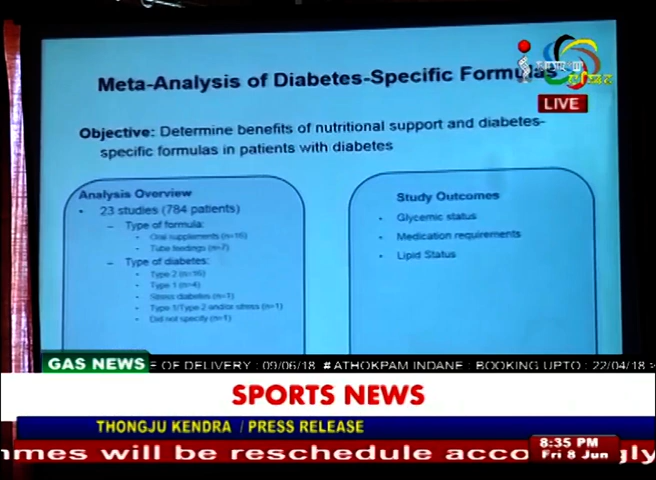 Meta-Analysis of Diabetes-Specific Formulas
LIVE
Objective: Determine benefits of nutritional support and diabetes-
specific formulas in patients with diabetes
Analysis Overview
• 23 studies (784 patients)
– Type of formula:
• Oral supplements (n=16)
• Tube feedings (n=7)
– Type of diabetes:
• Type 2 (n=16)
• Type 1 (n=4)
• Stress diabetes (n=1)
• Type 1/Type 2 and/or stress (n=1)
• Did not specify (n=1)
Study Outcomes
• Glycemic status
• Medication requirements
• Lipid Status
GAS NEWS
E OF DELIVERY : 09/06/18 #ATHOKPAM INDANE : BOOKING UPTO : 22/04/18
SPORTS NEWS
THONGJU KENDRA / PRESS RELEASE
mmes will be reschedule acco
gly
8:35 PM
Fri 8 Jun